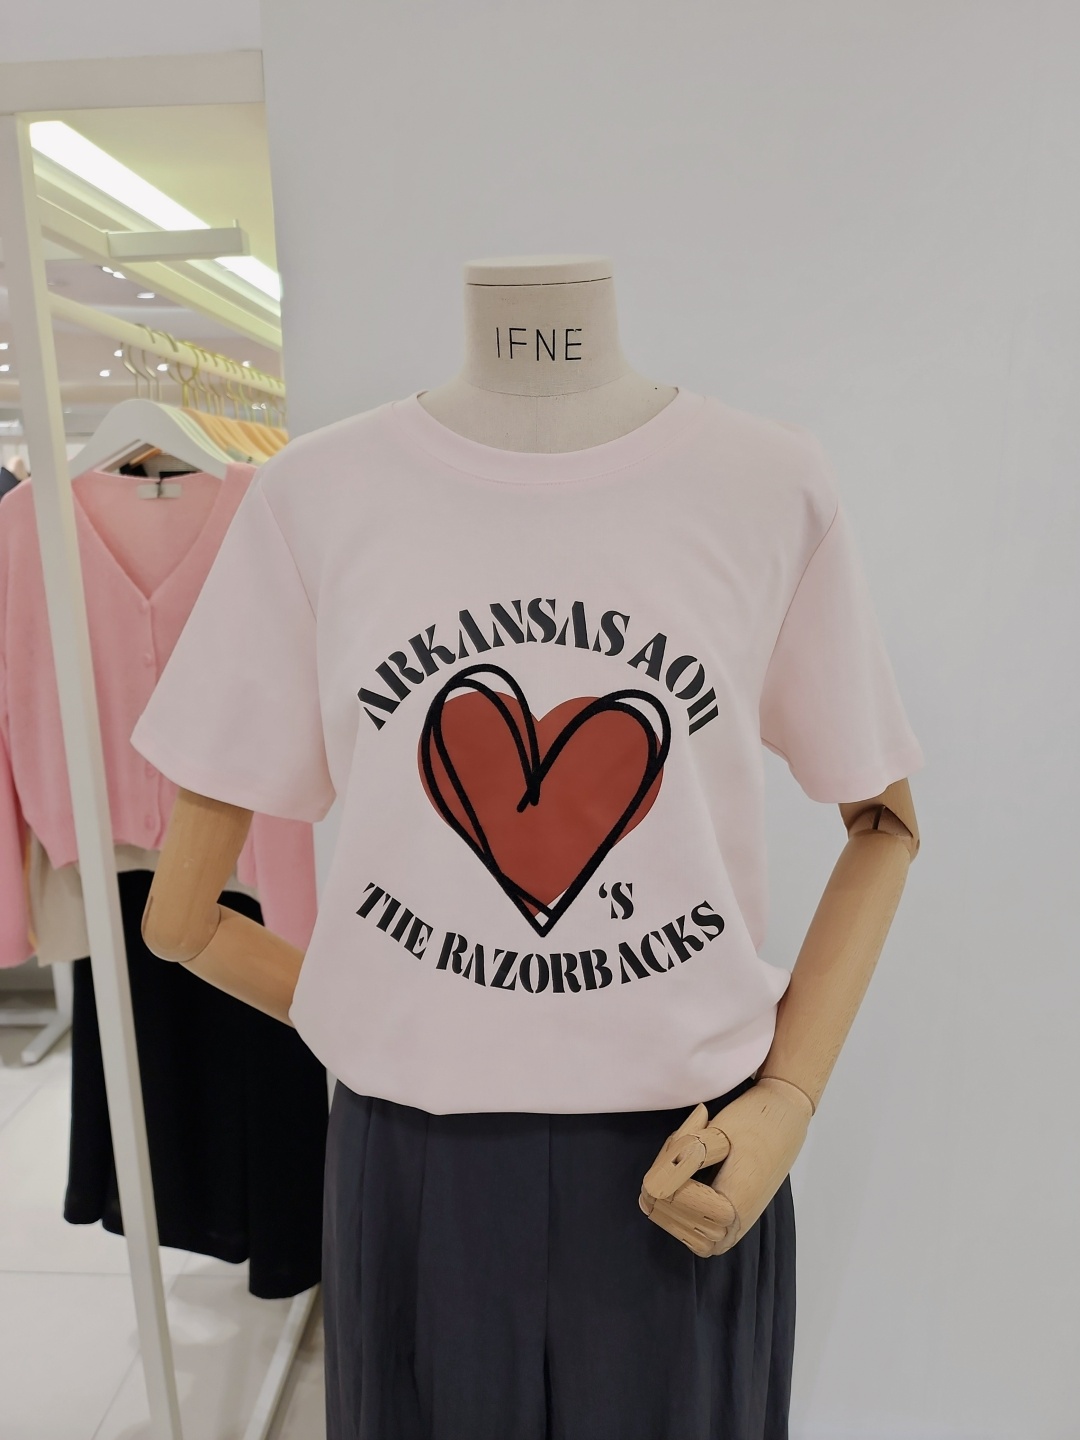 IFNE
ARKANSAS AOII
'S
THE RAZORBACKS